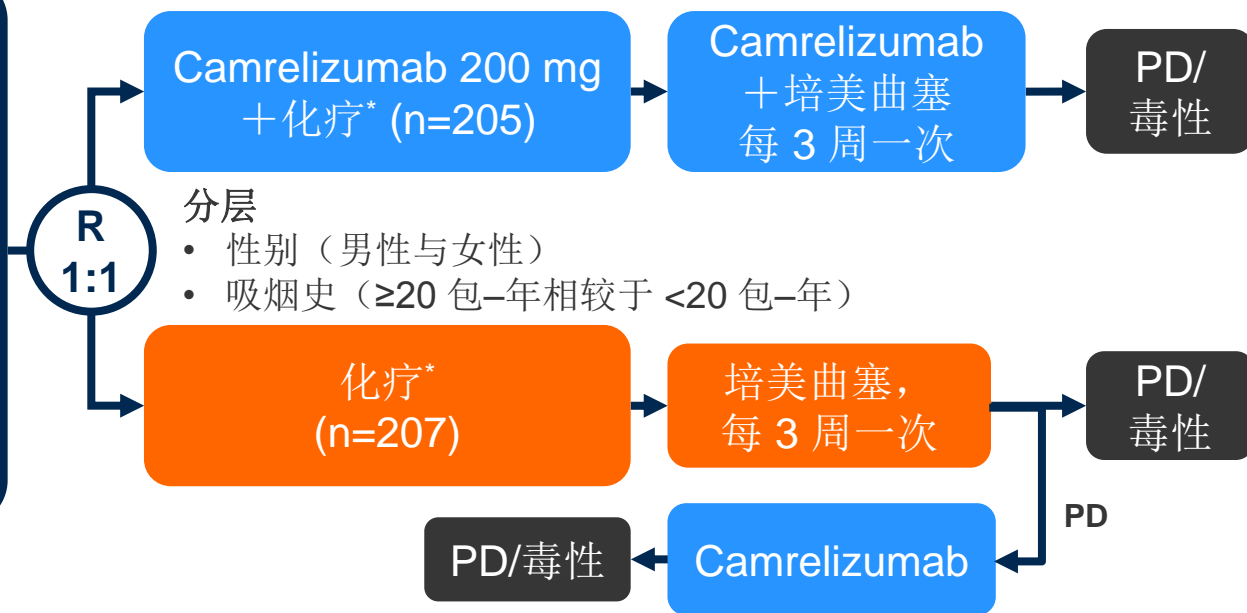 Camrelizumab 200 mg
＋化疗* (n=205)
Camrelizumab
＋培美曲塞
每 3 周一次
PD/
毒性
R
1:1
分层
• 性别（男性与女性）
• 吸烟史（≥20 包–年相较于 <20 包–年）
化疗*
(n=207)
培美曲塞，
每 3 周一次
PD/
毒性
PD
Camrelizumab
PD/毒性